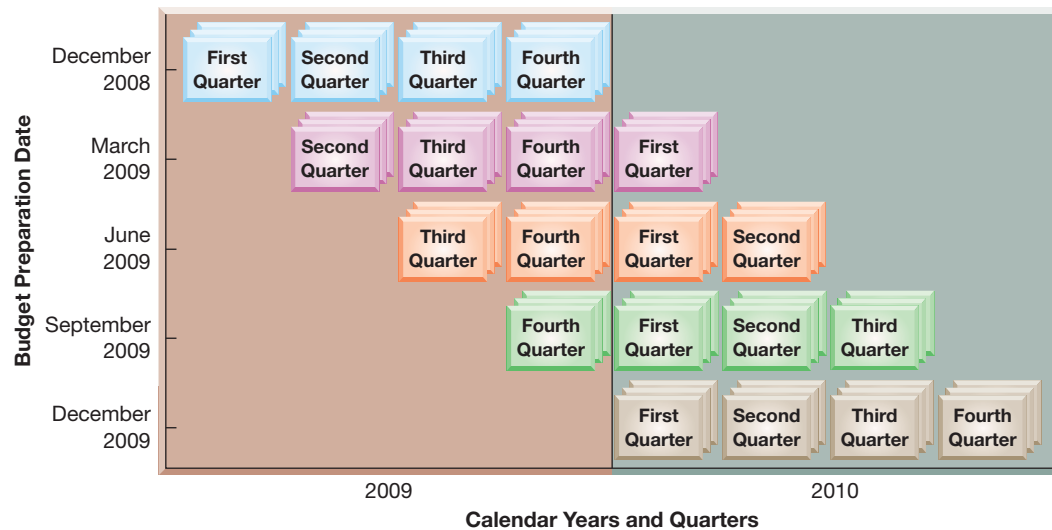 December
2008
First
Quarter
Second
Quarter
Third
Quarter
Fourth
Quarter
March
2009
Second
Quarter
Third
Quarter
Fourth
Quarter
First
Quarter
June
2009
Third
Quarter
Fourth
Quarter
First
Quarter
Second
Quarter
September
2009
Fourth
Quarter
First
Quarter
Second
Quarter
Third
Quarter
December
2009
First
Quarter
Second
Quarter
Third
Quarter
Fourth
Quarter
Budget Preparation Date
2009
2010
Calendar Years and Quarters